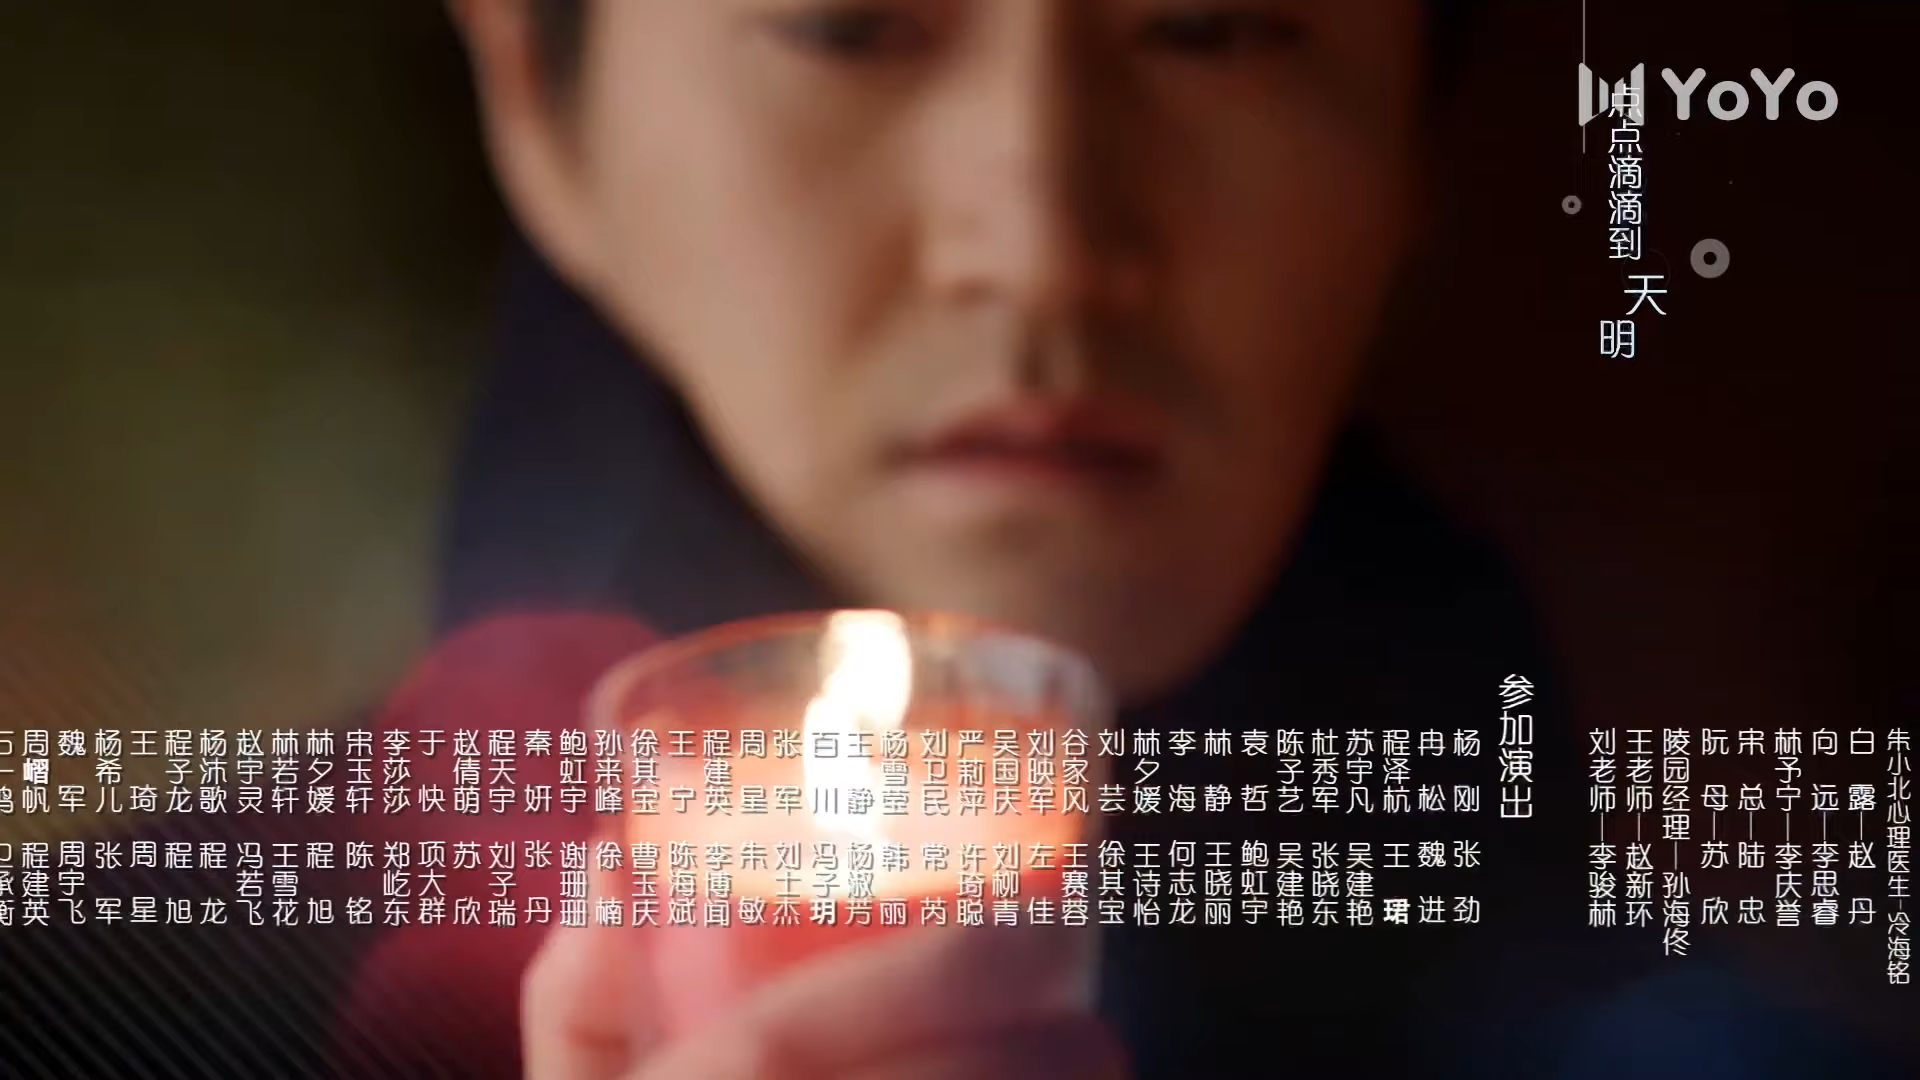 YoYo
点点滴滴到天明
朱小北心理医生—冷海铭
白露—赵丹
向远—李思睿
林予宁—李庆誉
宋总—陆忠
阮母—苏欣
陵园经理—孙海佟
王老师—赵新环
刘老师—李骏林
参加演出
杨刚 张劲
冉松 魏进
程泽杭 王珺
苏宇凡 吴建艳
杜秀军 张晓东
陈子艺 吴建艳
袁哲 鲍虹宇
林静 王晓丽
李海 何志龙
林夕媛 王诗怡
刘芸 徐其宝
谷家风 王赛蓉
刘映军 左佳
吴国庆 刘柳青
严莉萍 许琦聪
刘卫民 常芮
杨雪莹 韩丽
王静 杨淑芳
百川 冯子玥
张军 刘士杰
周星 朱敏
程建英 李博闻
王宁 陈海斌
徐其宝 曹玉庆
孙来峰 徐楠
鲍虹宇 谢珊珊
秦妍 张丹
程天宇 刘子瑞
赵倩萌 苏欣
于快 项大群
李莎莎 郑屹东
宋玉轩 陈铭
林夕媛 程旭
林若轩 王雪花
赵宇灵 冯若飞
杨沛歌 程龙
程子龙 程旭
王琦 周星
杨希儿 张军
魏军 周宇飞
周嶍帆 程建英